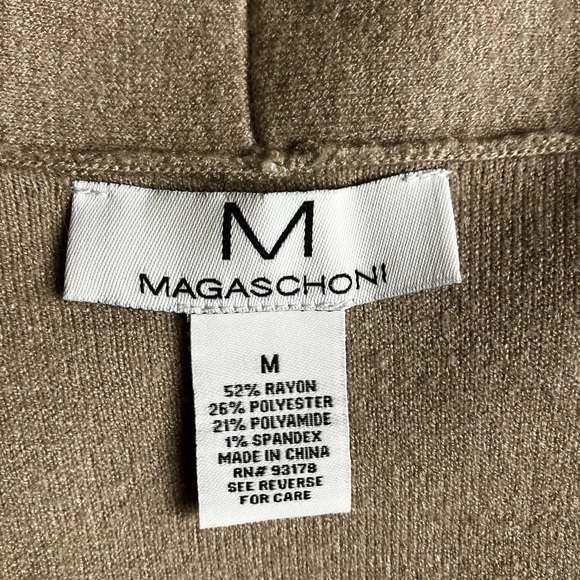 M
MAGASCHONI
M
52% RAYON
26% POLYESTER
21% POLYAMIDE
1% SPANDEX
MADE IN CHINA
RN# 93178
SEE REVERSE
FOR CARE